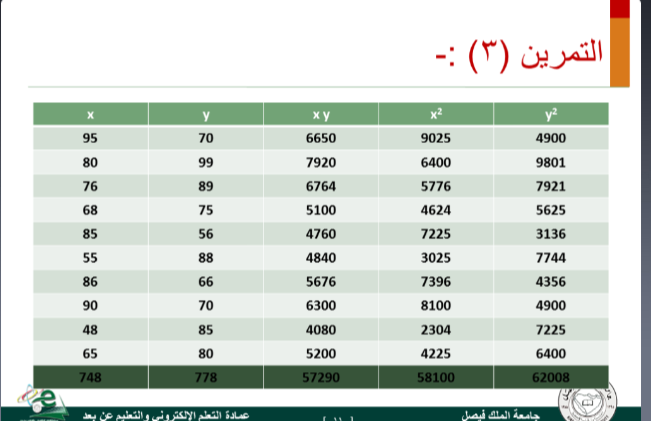 التمرين (٣) :-
x y x y x² y²
95 70 6650 9025 4900
80 99 7920 6400 9801
76 89 6764 5776 7921
68 75 5100 4624 5625
85 56 4760 7225 3136
55 88 4840 3025 7744
86 66 5676 7396 4356
90 70 6300 8100 4900
48 85 4080 2304 7225
65 80 5200 4225 6400
748 778 57290 58100 62008
جامعة الملك فيصل
[ ١١ ]
عمادة التعلم الإلكتروني والتعليم عن بعد